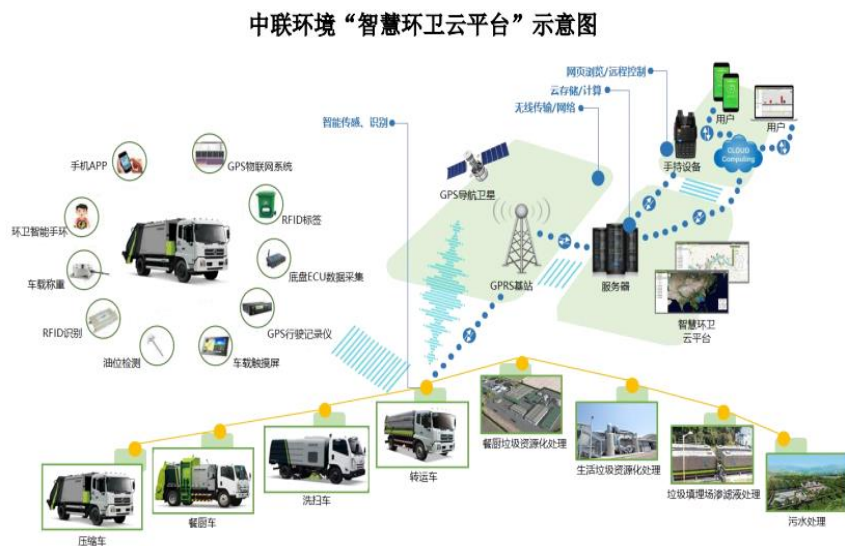 中联环境“智慧环卫云平台”示意图
网页浏览/远程控制
云存储/计算
无线传输/网络
智能传感、识别
用户
用户
CLOUD
Computing
手持设备
手机APP
GPS物联网系统
GPS导航卫星
RFID标签
环卫智能手环
底盘ECU数据采集
车载称重
GPRS基站
服务器
智慧环卫
云平台
RFID识别
GPS行驶记录仪
油位检测
车载触摸屏
压缩车
餐厨车
洗扫车
转运车
餐厨垃圾资源化处理
生活垃圾资源化处理
垃圾填埋场渗滤液处理
污水处理